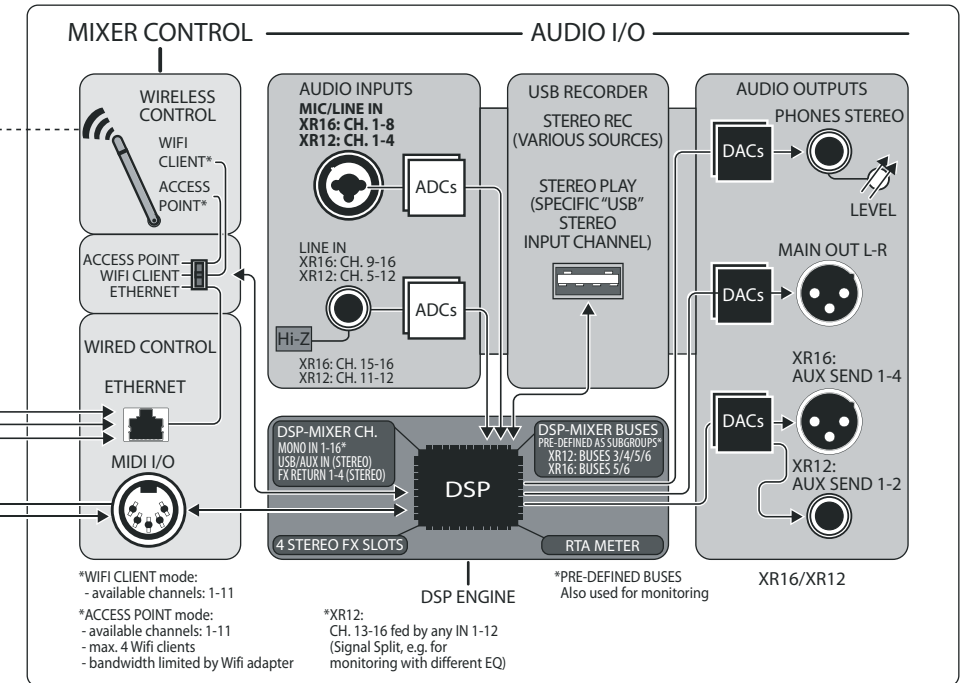 MIXER CONTROL
AUDIO I/O
WIRELESS
CONTROL
WIFI
CLIENT*
ACCESS
POINT*
ACCESS POINT
WIFI CLIENT
ETHERNET
WIRED CONTROL
ETHERNET
MIDI I/O
AUDIO INPUTS
MIC/LINE IN
XR16: CH. 1-8
XR12: CH. 1-4
ADCs
LINE IN
XR16: CH. 9-16
XR12: CH. 5-12
ADCs
Hi-Z
XR16: CH. 15-16
XR12: CH. 11-12
USB RECORDER
STEREO REC
(VARIOUS SOURCES)
STEREO PLAY
(SPECIFIC “USB”
STEREO
INPUT CHANNEL)
AUDIO OUTPUTS
PHONES STEREO
DACs
LEVEL
MAIN OUT L-R
DACs
XR16:
AUX SEND 1-4
DACs
XR12:
AUX SEND 1-2
DSP-MIXER CH.
MONO IN 1-16*
USB/AUX IN (STEREO)
FX RETURN 1-4 (STEREO)
DSP-MIXER BUSES
PRE-DEFINED AS SUBGROUPS*
XR12: BUSES 3/4/5/6
XR16: BUSES 5/6
DSP
4 STEREO FX SLOTS
RTA METER
DSP ENGINE
XR16/XR12
*WIFI CLIENT mode:
- available channels: 1-11
*ACCESS POINT mode:
- available channels: 1-11
- max. 4 Wifi clients
- bandwidth limited by Wifi adapter
*XR12:
CH. 13-16 fed by any IN 1-12
(Signal Split, e.g. for
monitoring with different EQ)
*PRE-DEFINED BUSES
Also used for monitoring